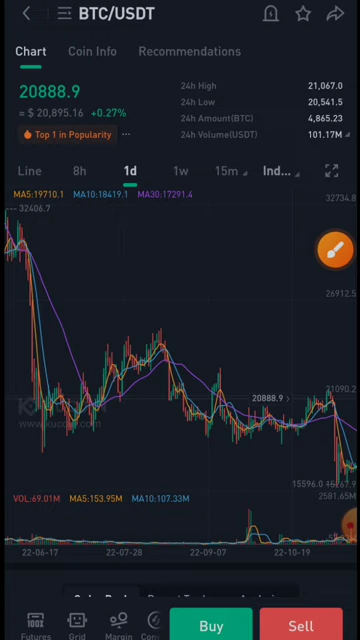 BTC/USDT
Chart Coin Info Recommendations
20888.9
= $ 20,895.16 +0.27%
Top 1 in Popularity ...
24h High 21,067.0
24h Low 20,541.5
24h Amount(BTC) 4,865.23
24h Volume(USDT) 101.17M
Line 8h 1d 1w 15m Ind...
MA5:19710.1 MA10:18419.1 MA30:17291.4
32734.8
32406.7
26912.5
20888.9
21090.2
www.kuco
15596.0
VOL:69.01M MA5:153.95M MA10:107.33M
2581.65M
22-06-17 22-07-28 22-09-07 22-10-19
100X
Futures Grid Margin
Buy
Sell